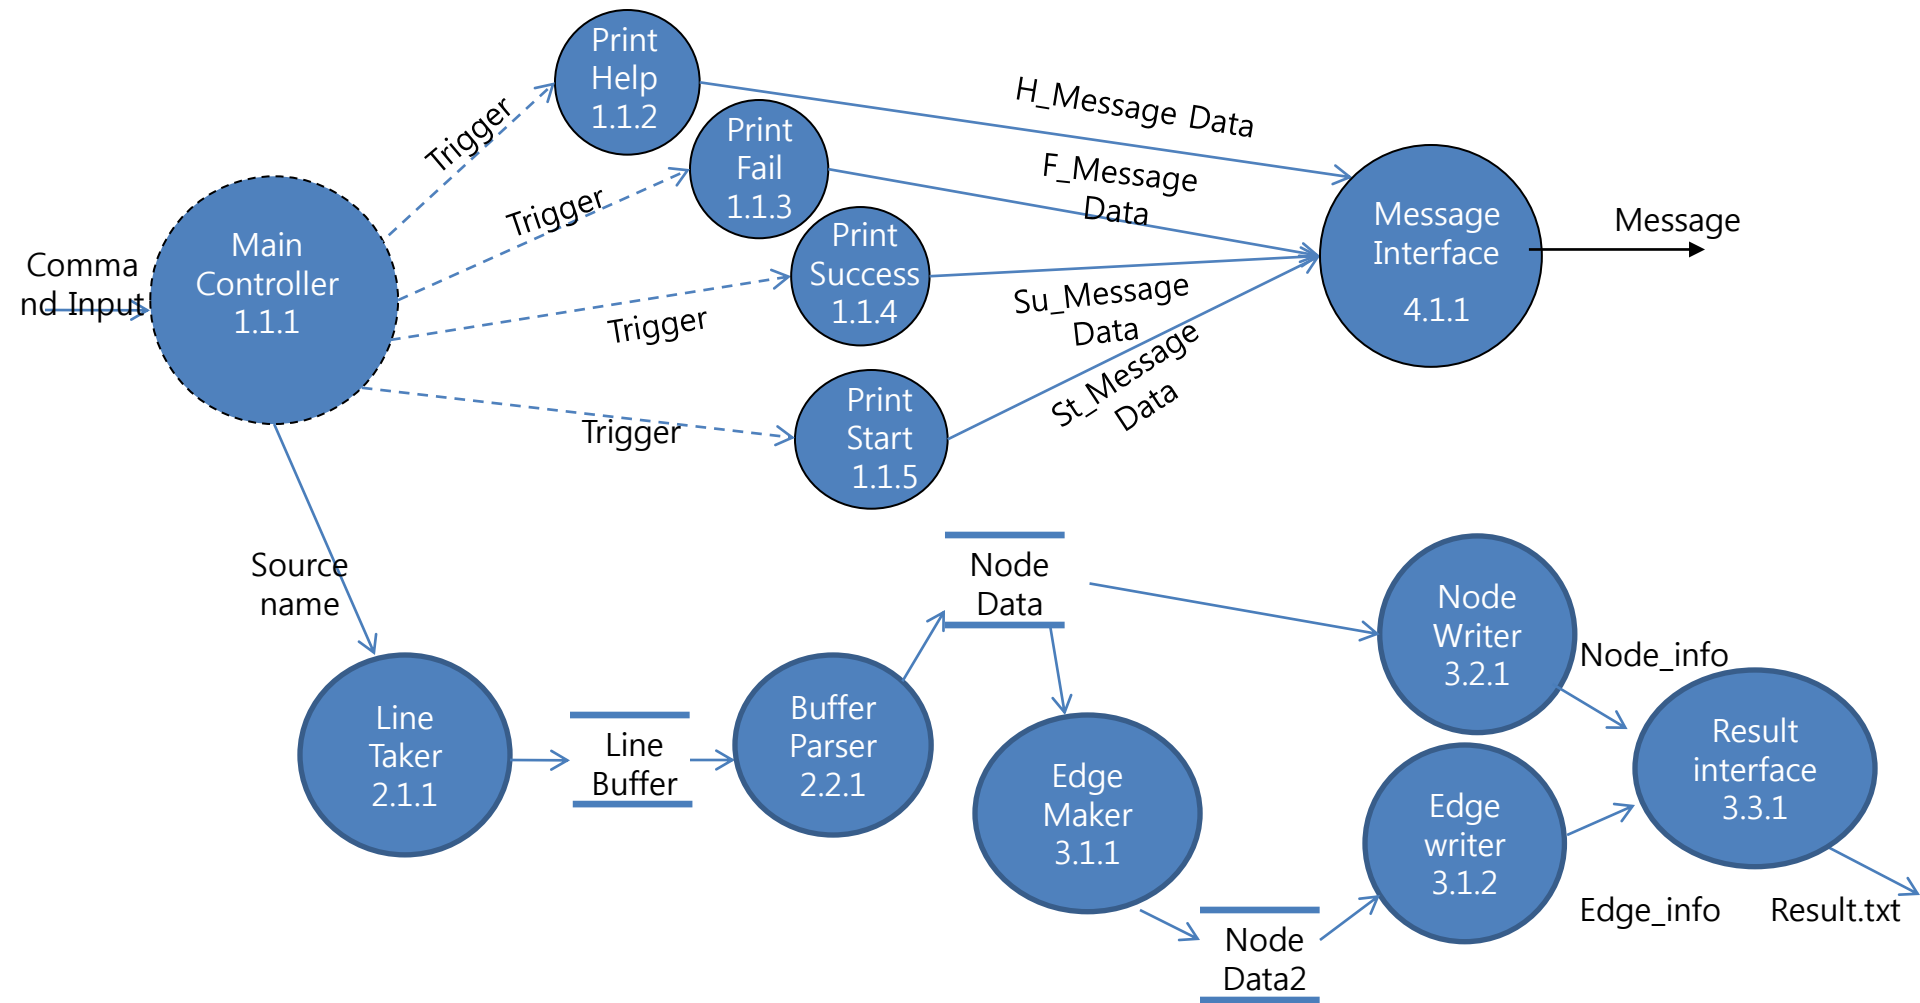 Print
Help
1.1.2
Trigger
H_Message Data
Print
Fail
1.1.3
Trigger
F_Message
Data
Main
Controller
1.1.1
Comma
nd Input
Print
Success
1.1.4
Trigger
Su_Message
Data
Message
Interface
4.1.1
Message
Print
Start
1.1.5
Trigger
St_Message
Data
Source
name
Node
Data
Node
Writer
3.2.1
Node_info
Line
Taker
2.1.1
Line
Buffer
Buffer
Parser
2.2.1
Edge
Maker
3.1.1
Edge
writer
3.1.2
Result
interface
3.3.1
Edge_info
Result.txt
Node
Data2